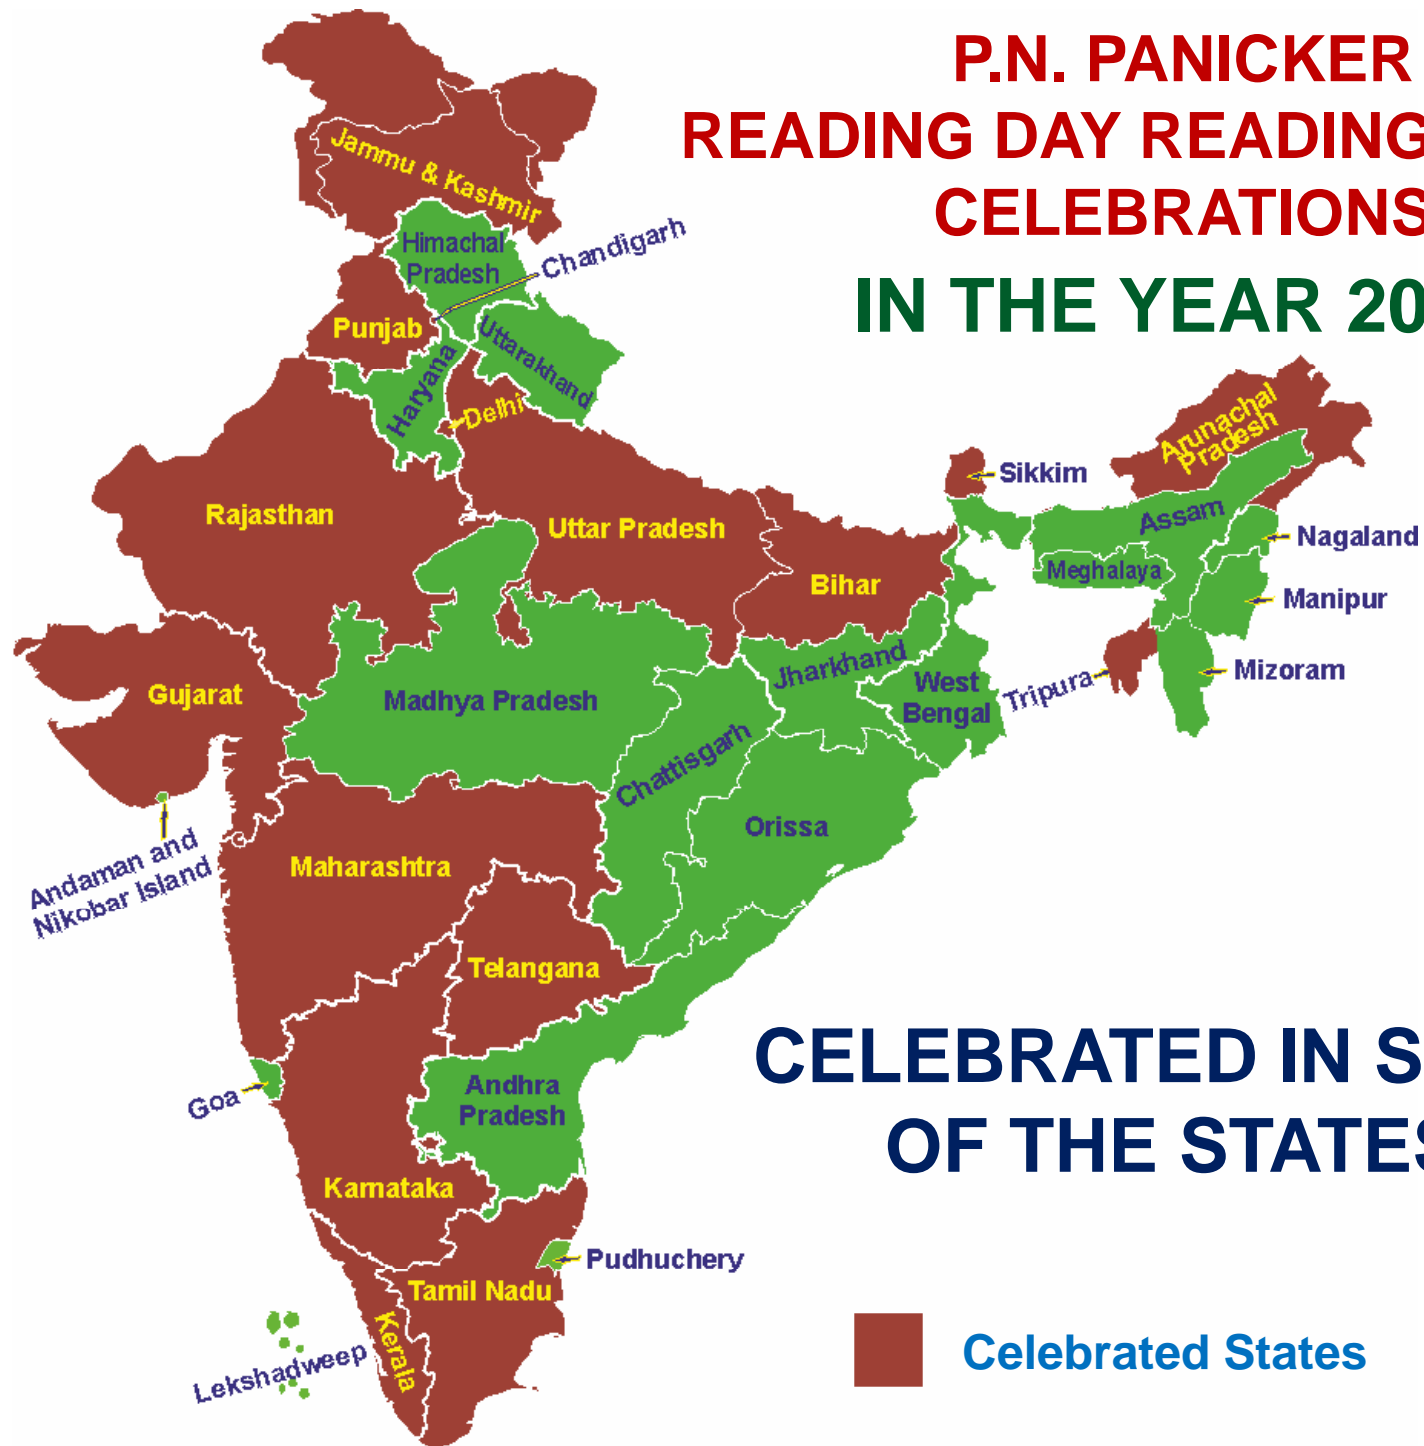 P.N. PANICKER
READING DAY READING
CELEBRATIONS
IN THE YEAR 20
Jammu & Kashmir
Himachal
Pradesh
Chandigarh
Punjab
Uttarakhand
Haryana
Delhi
Arunachal
Pradesh
Sikkim
Rajasthan
Uttar Pradesh
Assam
Nagaland
Bihar
Meghalaya
Manipur
Jharkhand
Mizoram
Gujarat
Madhya Pradesh
West
Bengal
Tripura
Chattisgarh
Orissa
Andaman and
Nikobar Island
Maharashtra
Telangana
CELEBRATED IN S
OF THE STATES
Goa
Andhra
Pradesh
Karnataka
Pudhuchery
Tamil Nadu
Kerala
Lekshadweep
Celebrated States